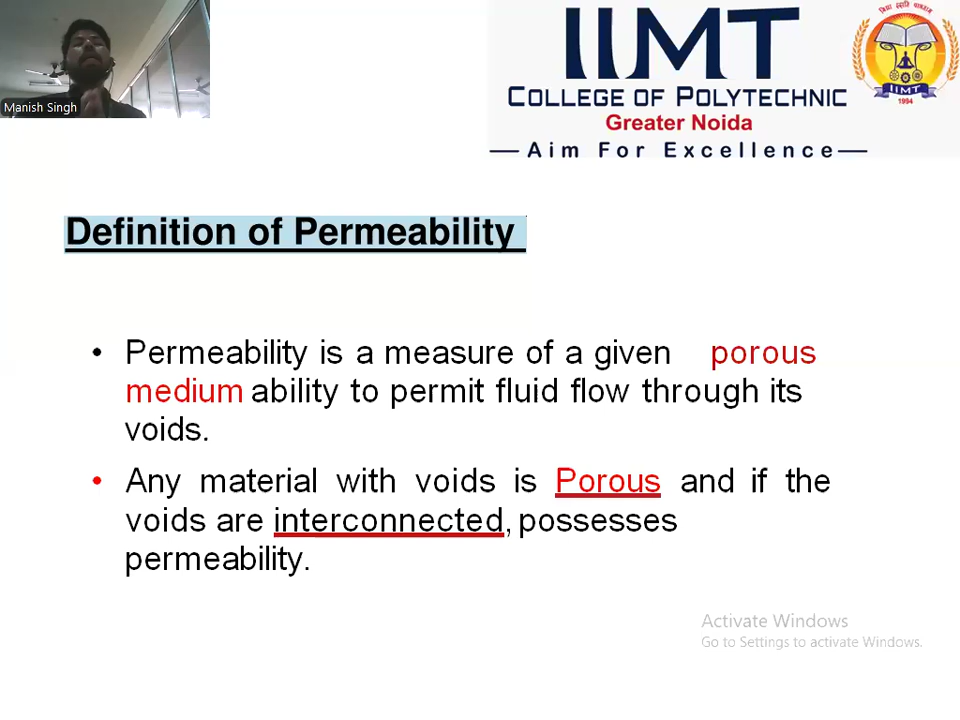 Manish Singh
IIMT
COLLEGE OF POLYTECHNIC
Greater Noida
— Aim For Excellence —
IIMT
1994
Definition of Permeability
• Permeability is a measure of a given porous
medium ability to permit fluid flow through its
voids.
• Any material with voids is Porous and if the
voids are interconnected, possesses
permeability.
Activate Windows
Go to Settings to activate Windows.